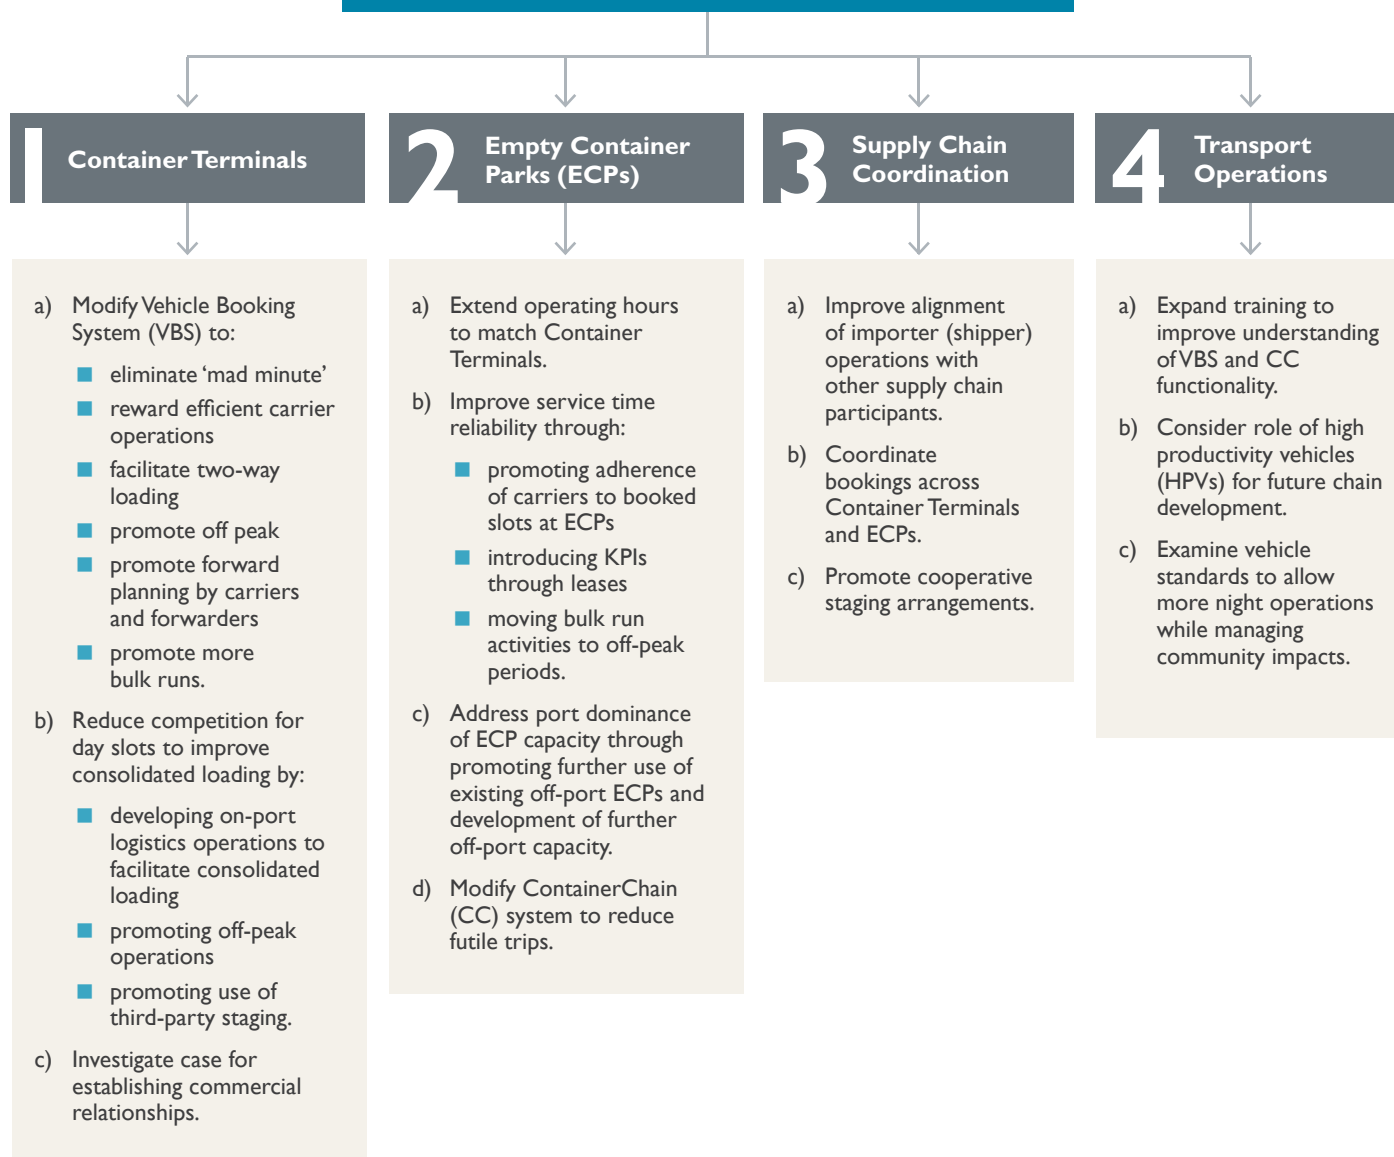 1 Container Terminals
a) Modify Vehicle Booking
System (VBS) to:
■ eliminate ‘mad minute’
■ reward efficient carrier
operations
■ facilitate two-way
loading
■ promote off peak
■ promote forward
planning by carriers
and forwarders
■ promote more
bulk runs.
b) Reduce competition for
day slots to improve
consolidated loading by:
■ developing on-port
logistics operations to
facilitate consolidated
loading
■ promoting off-peak
operations
■ promoting use of
third-party staging.
c) Investigate case for
establishing commercial
relationships.
2 Empty Container
Parks (ECPs)
a) Extend operating hours
to match Container
Terminals.
b) Improve service time
reliability through:
■ promoting adherence
of carriers to booked
slots at ECPs
■ introducing KPIs
through leases
■ moving bulk run
activities to off-peak
periods.
c) Address port dominance
of ECP capacity through
promoting further use of
existing off-port ECPs and
development of further
off-port capacity.
d) Modify ContainerChain
(CC) system to reduce
futile trips.
3 Supply Chain
Coordination
a) Improve alignment
of importer (shipper)
operations with
other supply chain
participants.
b) Coordinate
bookings across
Container Terminals
and ECPs.
c) Promote cooperative
staging arrangements.
4 Transport
Operations
a) Expand training to
improve understanding
of VBS and CC
functionality.
b) Consider role of high
productivity vehicles
(HPVs) for future chain
development.
c) Examine vehicle
standards to allow
more night operations
while managing
community impacts.